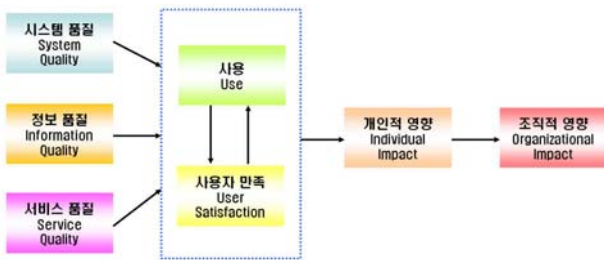 시스템 품질
System
Quality
정보 품질
Information
Quality
서비스 품질
Service
Quality
사용
Use
사용자 만족
User
Satisfaction
개인적 영향
Individual
Impact
조직적 영향
Organizational
Impact